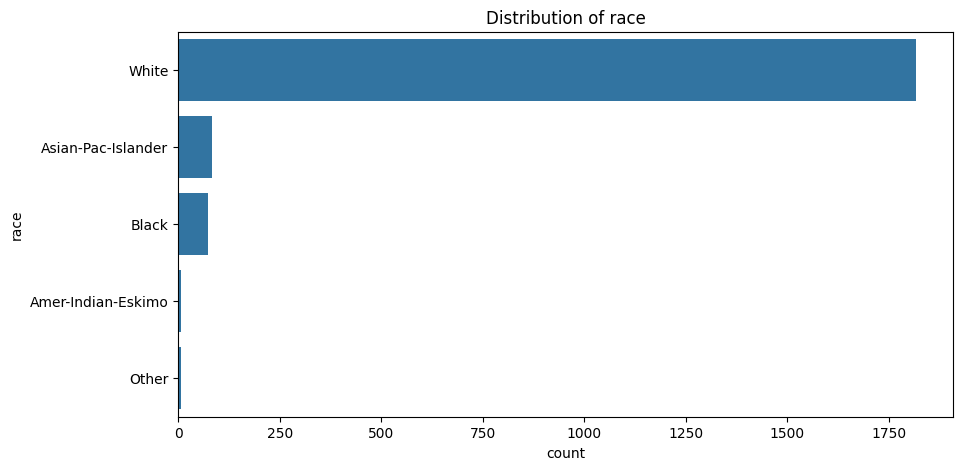 Distribution of race
White
Asian-Pac-Islander
Black
Amer-Indian-Eskimo
Other
race
0 250 500 750 1000 1250 1500 1750
count